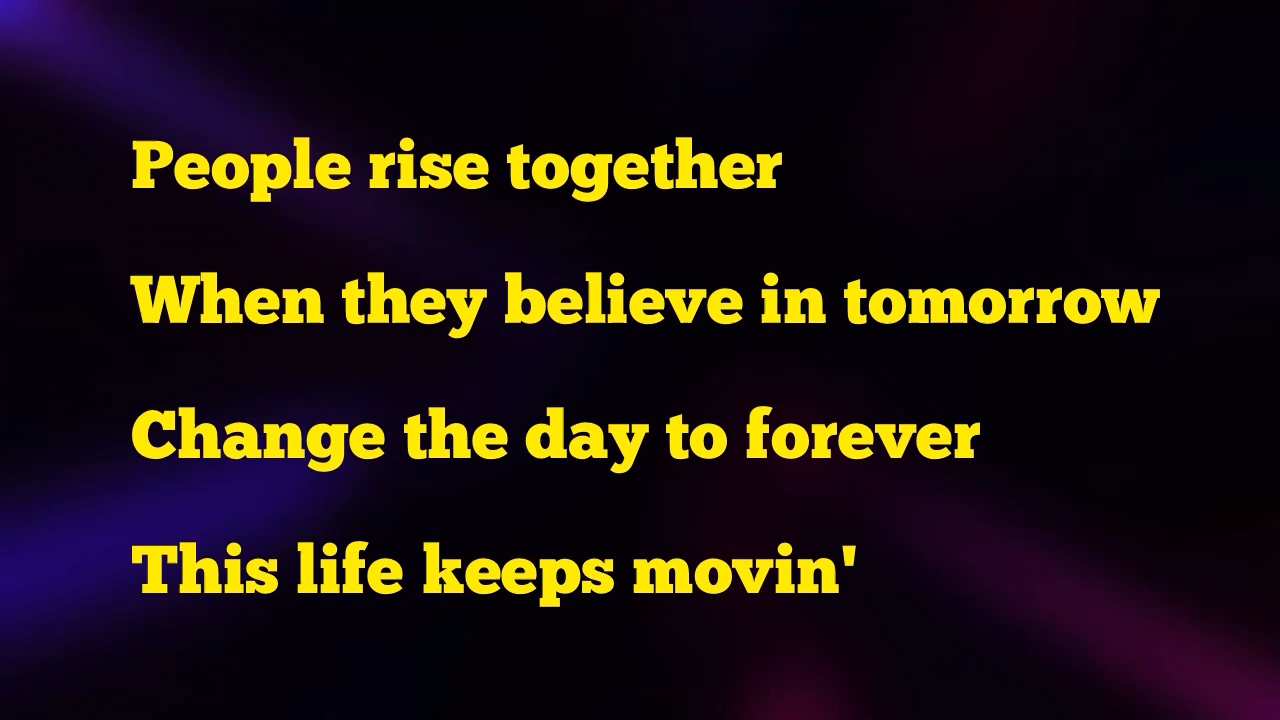 People rise together
When they believe in tomorrow
Change the day to forever
This life keeps movin'